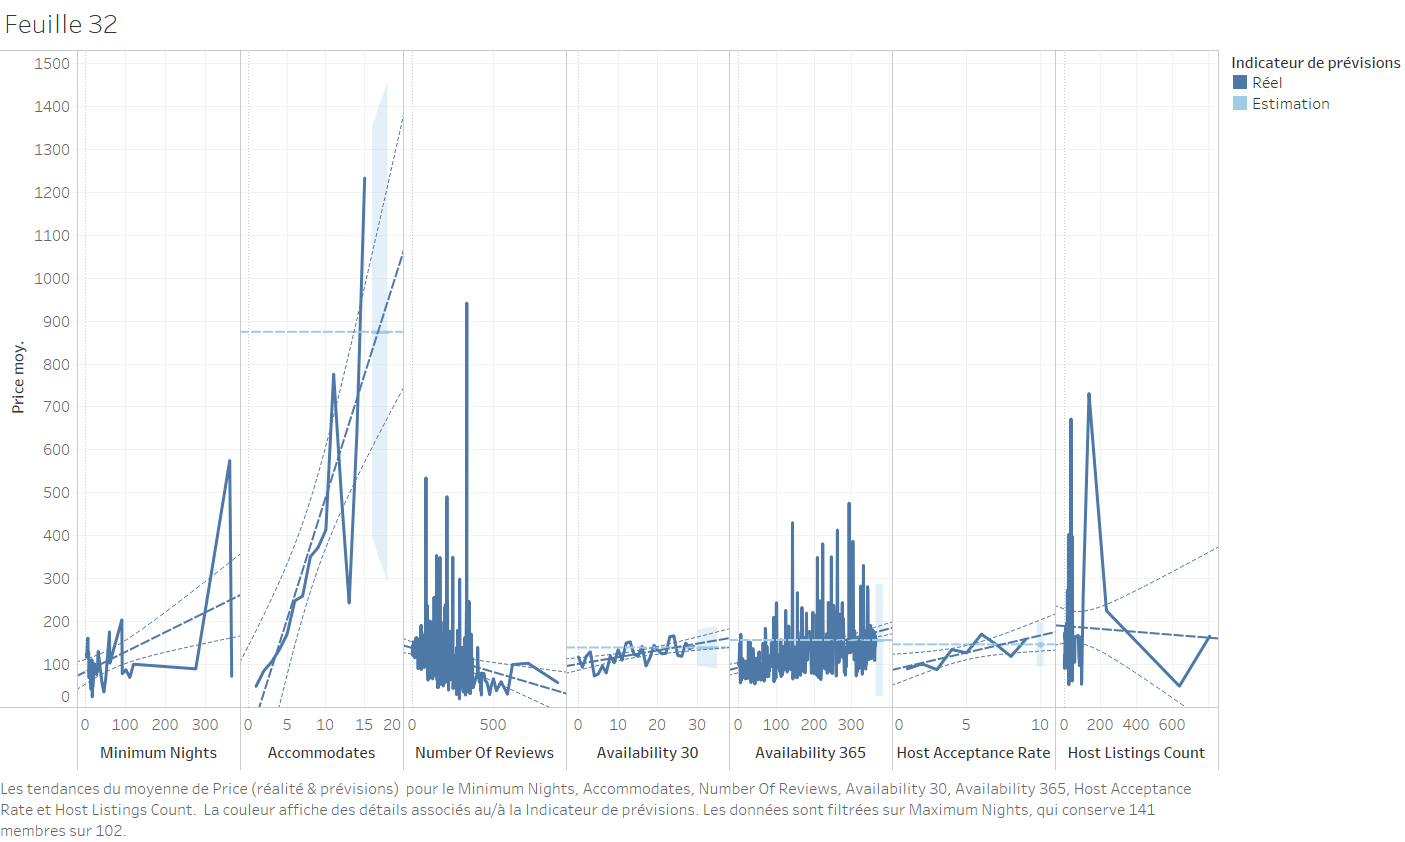 Feuille 32
Indicateur de prévisions
Réel
Estimation
Price moy.
1500
1400
1300
1200
1100
1000
900
800
700
600
500
400
300
200
100
0
0 100 200 300
0 5 10 15 20
0 500
0 10 20 30
0 100 200 300
0 5 10
0 200 400 600
Minimum Nights
Accommodates
Number Of Reviews
Availability 30
Availability 365
Host Acceptance Rate
Host Listings Count
Les tendances du moyenne de Price (réalité & prévisions)  pour le Minimum Nights, Accommodates, Number Of Reviews, Availability 30, Availability 365, Host Acceptance
Rate et Host Listings Count.  La couleur affiche des détails associés au/à la Indicateur de prévisions. Les données sont filtrées sur Maximum Nights, qui conserve 141
membres sur 102.